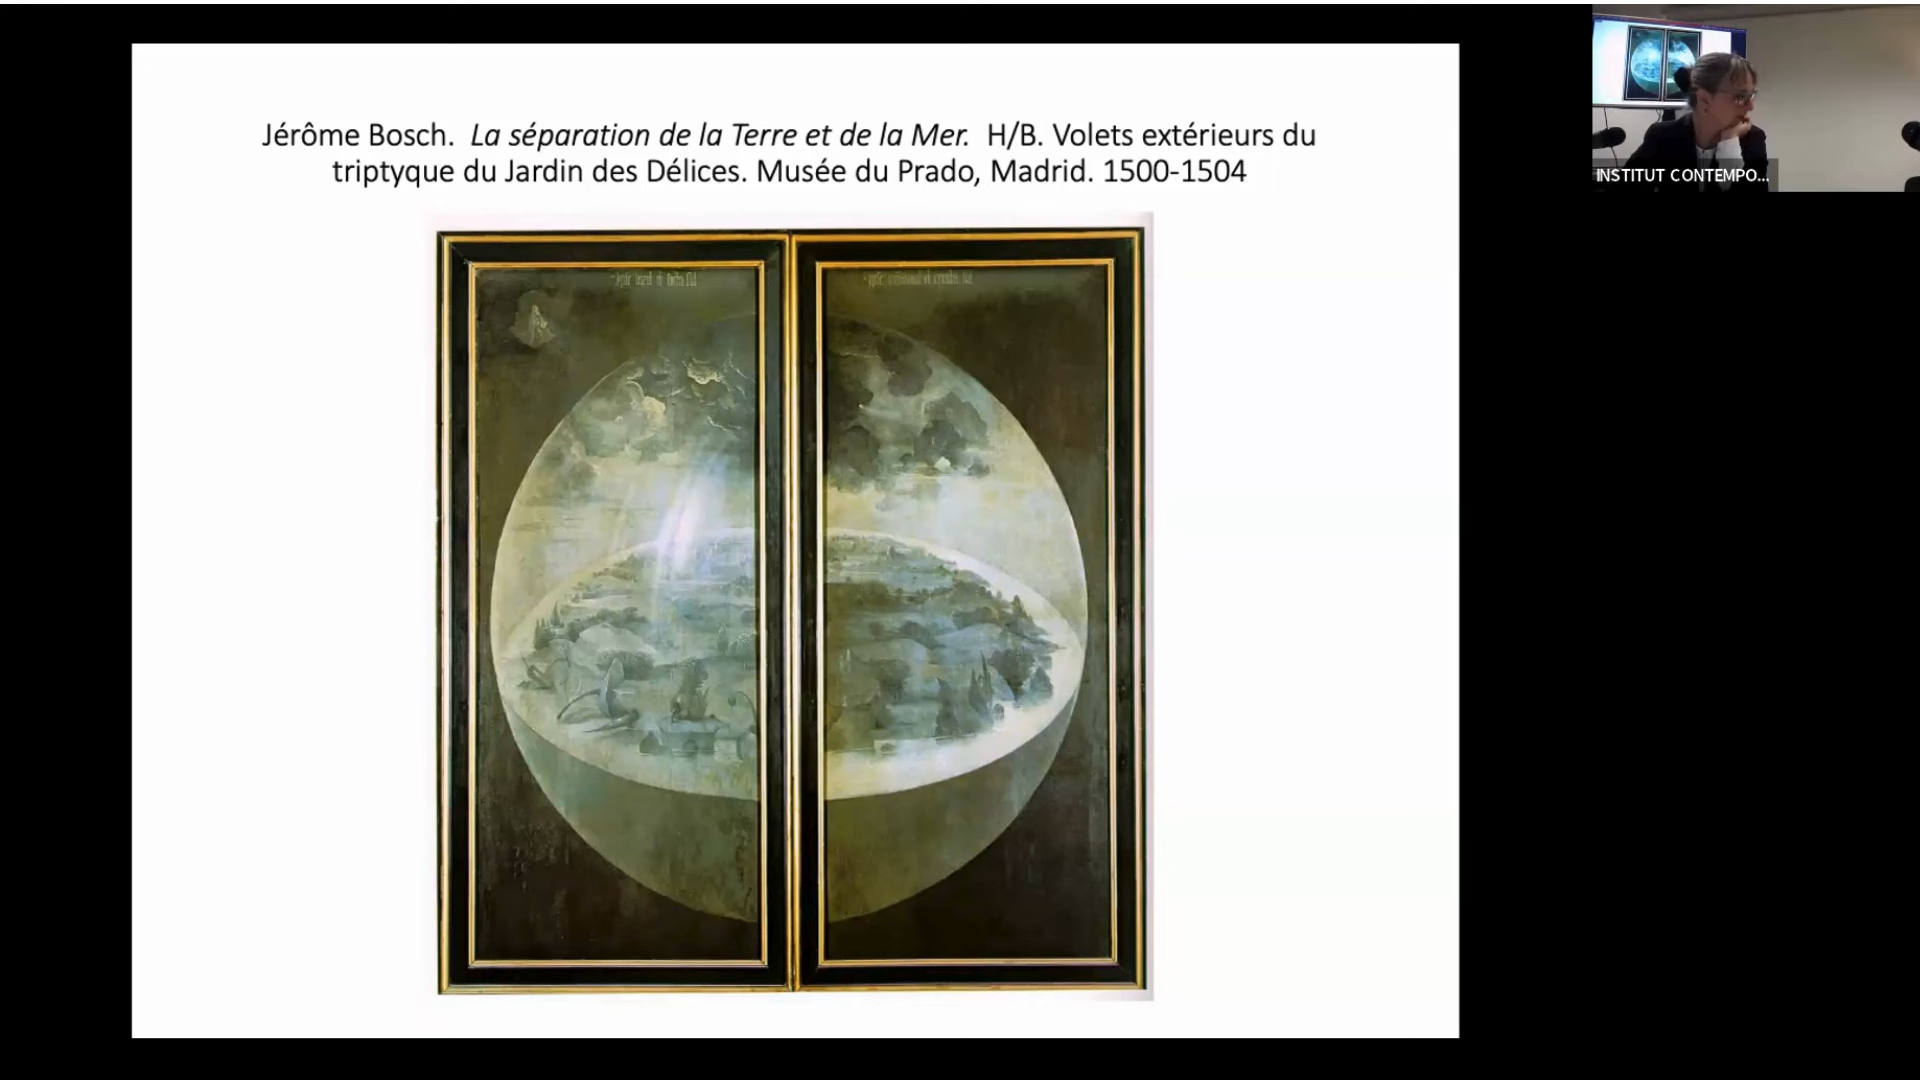 Jérôme Bosch. La séparation de la Terre et de la Mer. H/B. Volets extérieurs du
triptyque du Jardin des Délices. Musée du Prado, Madrid. 1500-1504
INSTITUT CONTEMPO...